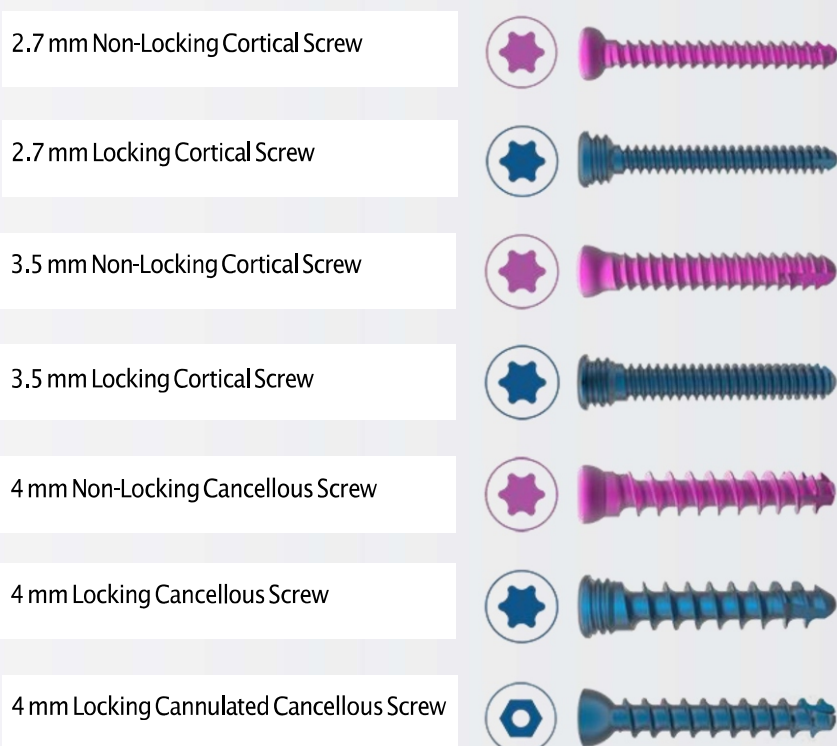 2.7 mm Non-Locking Cortical Screw
2.7 mm Locking Cortical Screw
3.5 mm Non-Locking Cortical Screw
3.5 mm Locking Cortical Screw
4 mm Non-Locking Cancellous Screw
4 mm Locking Cancellous Screw
4 mm Locking Cannulated Cancellous Screw